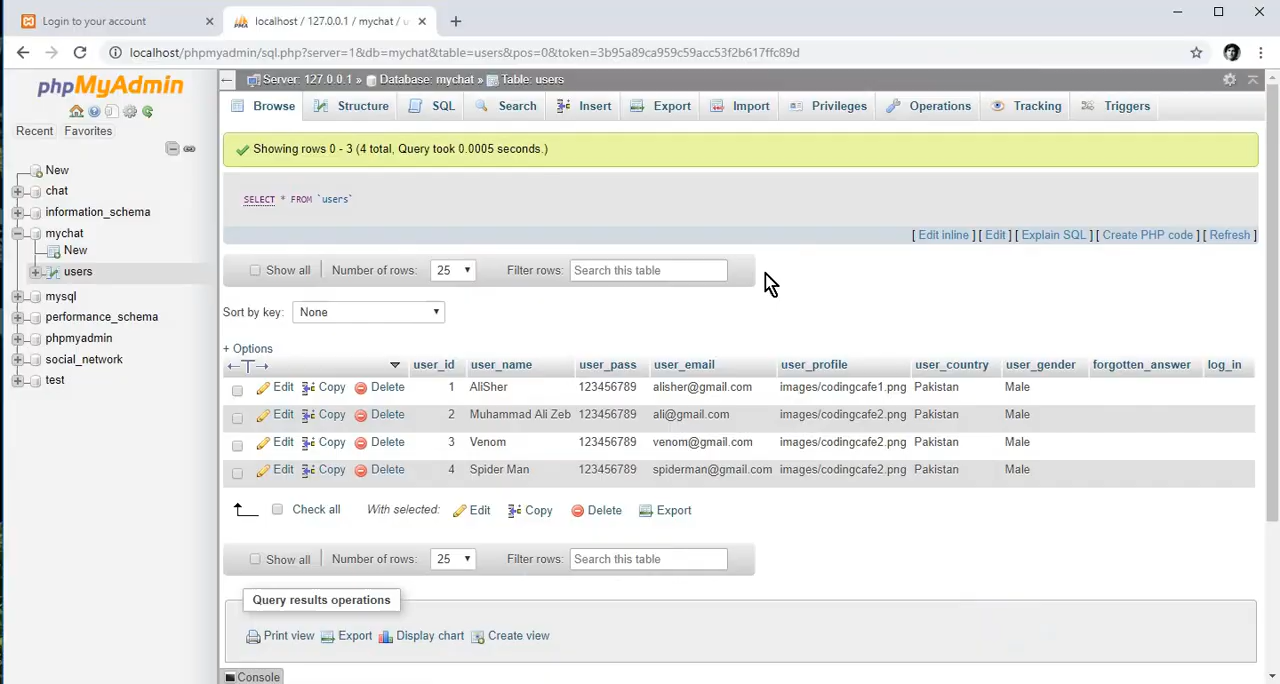 Login to your account
localhost / 127.0.0.1 / mychat / u
localhost/phpmyadmin/sql.php?server=1&db=mychat&table=users&pos=0&token=3b95a89ca959c59acc53f2b617ffc89d
phpMyAdmin
Recent Favorites
New
chat
information_schema
mychat
New
users
mysql
performance_schema
phpmyadmin
social_network
test
Server: 127.0.0.1 » Database: mychat » Table: users
Browse Structure SQL Search Insert Export Import Privileges Operations Tracking Triggers
Showing rows 0 - 3 (4 total, Query took 0.0005 seconds.)
SELECT * FROM `users`
[ Edit inline ] [ Edit ] [ Explain SQL ] [ Create PHP code ] [ Refresh ]
Show all Number of rows: 25 Filter rows: Search this table
Sort by key: None
+ Options
user_id user_name user_pass user_email user_profile user_country user_gender forgotten_answer log_in
Edit Copy Delete 1 AliSher 123456789 alisher@gmail.com images/codingcafe1.png Pakistan Male
Edit Copy Delete 2 Muhammad Ali Zeb 123456789 ali@gmail.com images/codingcafe2.png Pakistan Male
Edit Copy Delete 3 Venom 123456789 venom@gmail.com images/codingcafe2.png Pakistan Male
Edit Copy Delete 4 Spider Man 123456789 spiderman@gmail.com images/codingcafe2.png Pakistan Male
Check all With selected: Edit Copy Delete Export
Show all Number of rows: 25 Filter rows: Search this table
Query results operations
Print view Export Display chart Create view
Console